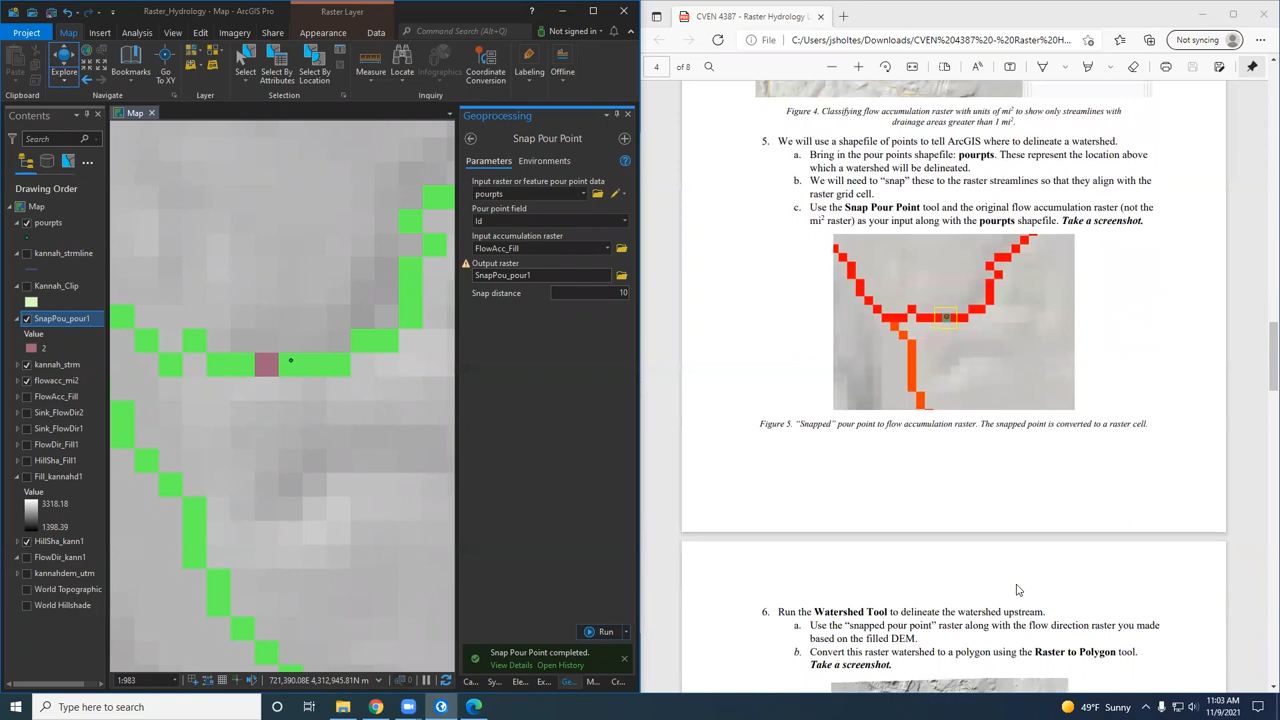 Raster_Hydrology - Map - ArcGIS Pro
Raster Layer
Project
Map
Insert
Analysis
View
Edit
Imagery
Share
Appearance
Data
Command Search (Alt+Q)
Not signed in
Paste
Explore
Bookmarks
Go To XY
Select
Select By Attributes
Select By Location
Measure
Locate
Infographics
Coordinate Conversion
Labeling
Offline
Clipboard
Navigate
Layer
Selection
Inquiry
Contents
Search
Drawing Order
Map
pourpts
kannah_strmline
Kannah_Clip
SnapPou_pour1
Value
2
kannah_strm
flowacc_mi2
FlowAcc_Fill
Sink_FlowDir2
Sink_FlowDir1
FlowDir_Fill1
HillSha_Fill1
Fill_kannahd1
Value
3318.18
1398.39
HillSha_kann1
FlowDir_kann1
kannahdem_utm
World Topographic
World Hillshade
Map
1:983
721,390.08E 4,312,945.81N m
Geoprocessing
Snap Pour Point
Parameters
Environments
Input raster or feature pour point data
pourpts
Pour point field
Id
Input accumulation raster
FlowAcc_Fill
Output raster
SnapPou_pour1
Snap distance
10
Run
Snap Pour Point completed.
View Details Open History
Ca...
Sy...
Ele...
Ex...
Ge...
M...
Cr...
CVEN 4387 - Raster Hydrology L
File
C:/Users/jsholtes/Downloads/CVEN%204387%20-%20Raster%20H...
Not syncing
4
of 8
Figure 4. Classifying flow accumulation raster with units of mi² to show only streamlines with
drainage areas greater than 1 mi².
5. We will use a shapefile of points to tell ArcGIS where to delineate a watershed.
a. Bring in the pour points shapefile: pourpts. These represent the location above
which a watershed will be delineated.
b. We will need to “snap” these to the raster streamlines so that they align with the
raster grid cell.
c. Use the Snap Pour Point tool and the original flow accumulation raster (not the
mi² raster) as your input along with the pourpts shapefile. Take a screenshot.
Figure 5. “Snapped” pour point to flow accumulation raster. The snapped point is converted to a raster cell.
6. Run the Watershed Tool to delineate the watershed upstream.
a. Use the “snapped pour point” raster along with the flow direction raster you made
based on the filled DEM.
b. Convert this raster watershed to a polygon using the Raster to Polygon tool.
Take a screenshot.
Type here to search
49°F Sunny
11:03 AM
11/9/2021